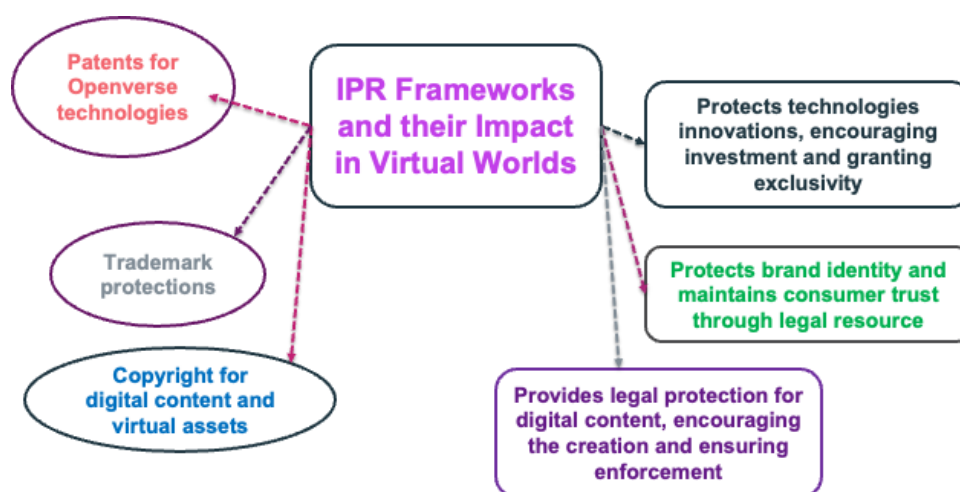 Patents for
Openverse
technologies
IPR Frameworks
and their Impact
in Virtual Worlds
Protects technologies
innovations, encouraging
investment and granting
exclusivity
Trademark
protections
Protects brand identity and
maintains consumer trust
through legal resource
Copyright for
digital content and
virtual assets
Provides legal protection for
digital content, encouraging
the creation and ensuring
enforcement